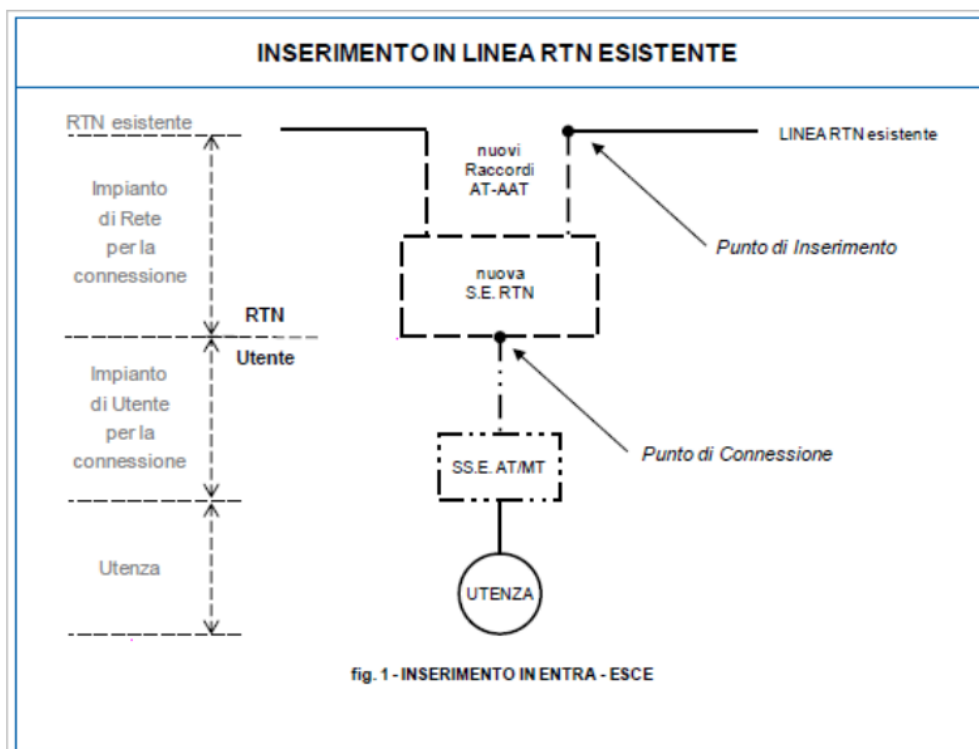 INSERIMENTO IN LINEA RTN ESISTENTE
RTN esistente
LINEA RTN esistente
nuovi
Raccordi
AT-AAT
Impianto
di Rete
per la
connessione
Punto di Inserimento
nuova
S.E. RTN
RTN
Utente
Impianto
di Utente
per la
connessione
Punto di Connessione
SS.E. AT/MT
Utenza
UTENZA
fig. 1 - INSERIMENTO IN ENTRA - ESCE